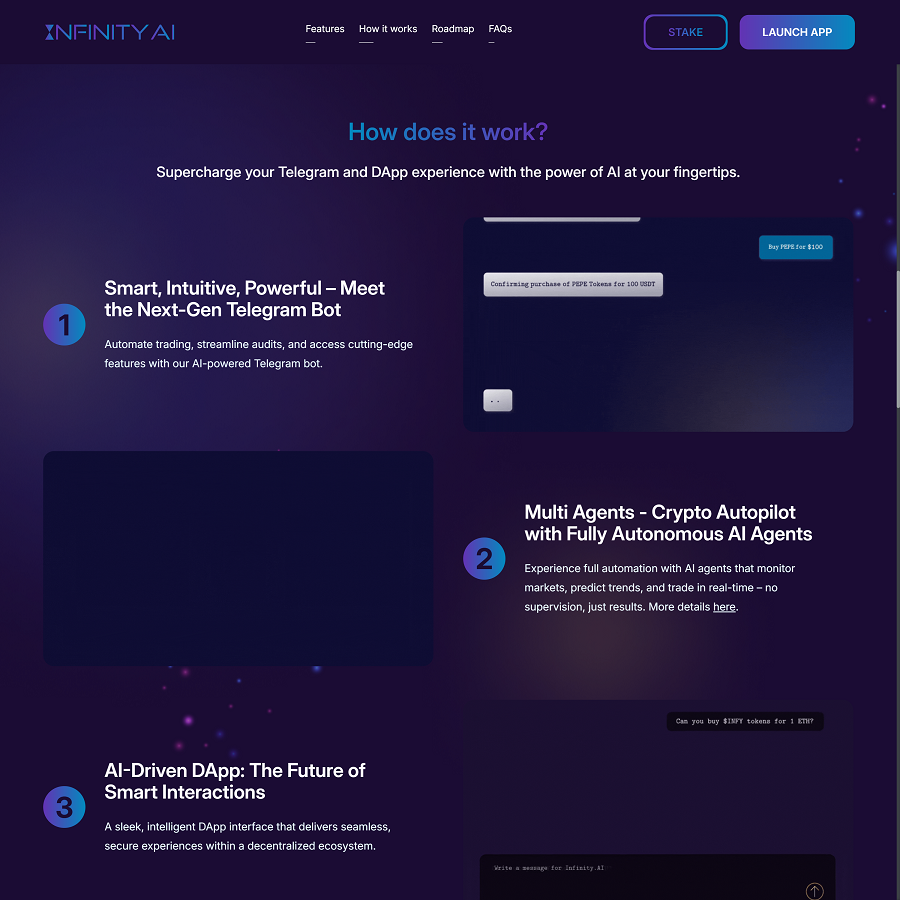 INFINITY AI
Features
How it works
Roadmap
FAQs
STAKE
LAUNCH APP
How does it work?
Supercharge your Telegram and DApp experience with the power of AI at your fingertips.
Buy PEPE for $100
Confirming purchase of PEPE Tokens for 100 USDT
1
Smart, Intuitive, Powerful – Meet
the Next-Gen Telegram Bot
Automate trading, streamline audits, and access cutting-edge
features with our AI-powered Telegram bot.
2
Multi Agents - Crypto Autopilot
with Fully Autonomous AI Agents
Experience full automation with AI agents that monitor
markets, predict trends, and trade in real-time – no
supervision, just results. More details here.
3
AI-Driven DApp: The Future of
Smart Interactions
A sleek, intelligent DApp interface that delivers seamless,
secure experiences within a decentralized ecosystem.
Can you buy $INFY tokens for 1 ETH?
Write a message for Infinity.AI